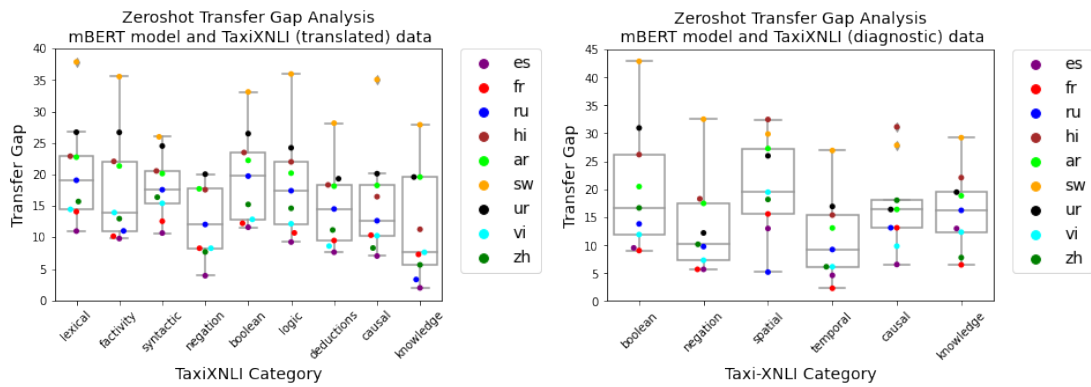 Zeroshot Transfer Gap Analysis
mBERT model and TaxiXNLI (translated) data
Transfer Gap
40
35
30
25
20
15
10
5
0
lexical
factivity
syntactic
negation
boolean
logic
deductions
causal
knowledge
TaxiXNLI Category
es
fr
ru
hi
ar
sw
ur
vi
zh
Zeroshot Transfer Gap Analysis
mBERT model and TaxiXNLI (diagnostic) data
Transfer Gap
45
40
35
30
25
20
15
10
5
0
boolean
negation
spatial
temporal
causal
knowledge
Taxi-XNLI Category
es
fr
ru
hi
ar
sw
ur
vi
zh